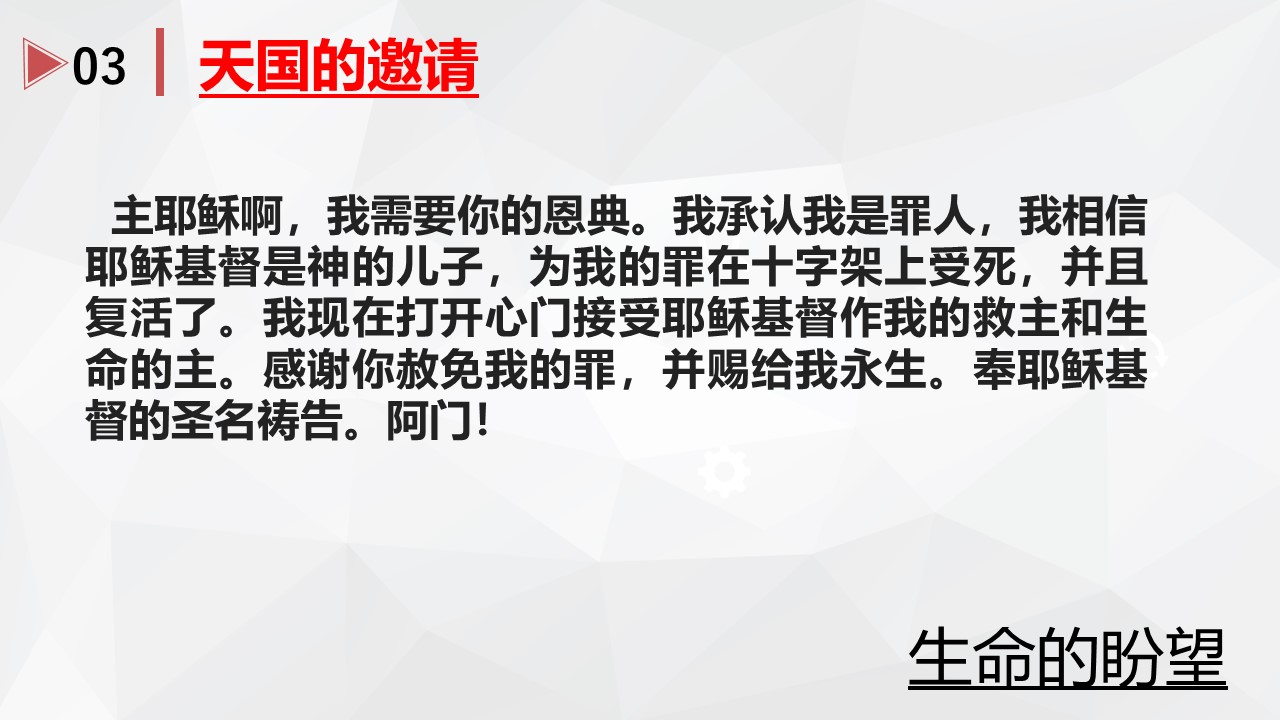 03 天国的邀请
主耶稣啊，我需要你的恩典。我承认我是罪人，我相信
耶稣基督是神的儿子，为我的罪在十字架上受死，并且
复活了。我现在打开心门接受耶稣基督作我的救主和生
命的主。感谢你赦免我的罪，并赐给我永生。奉耶稣基
督的圣名祷告。阿门！
生命的盼望